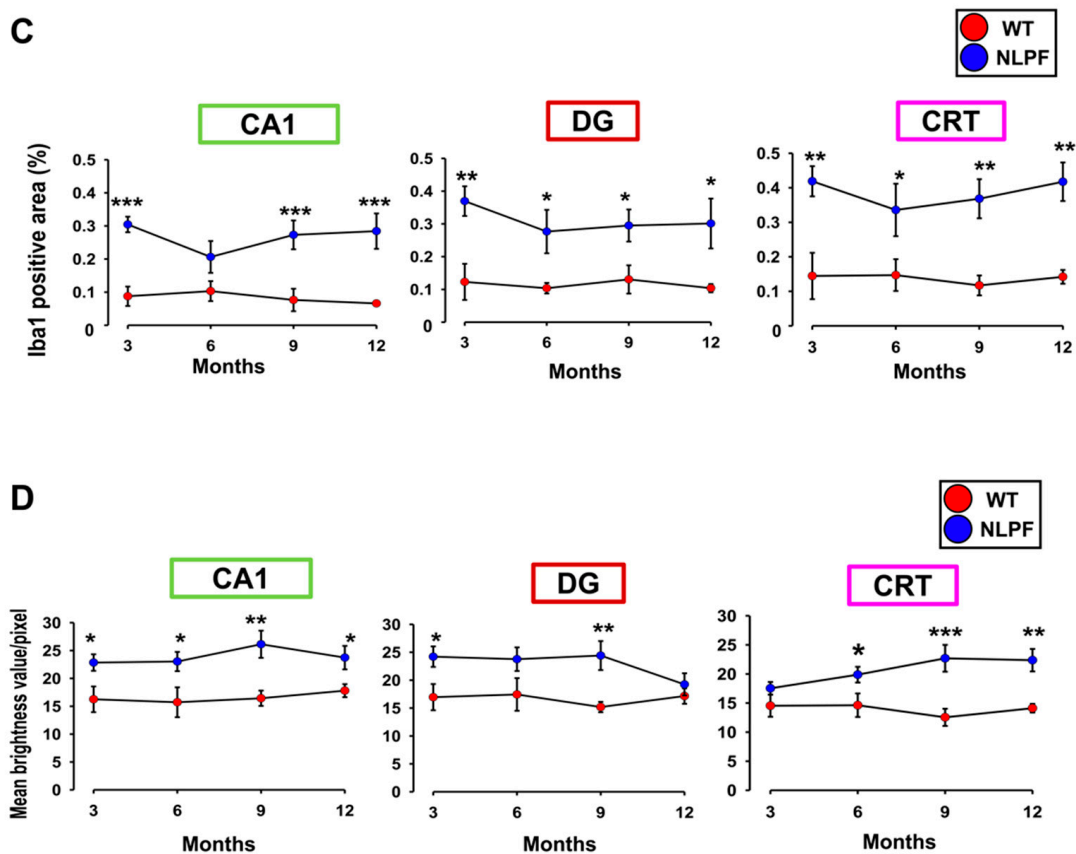 C
WT
NLPF
CA1
DG
CRT
Iba1 positive area (%)
0.5
0.4
0.3
0.2
0.1
0
*** *** ***
3 6 9 12
Months
0.5
0.4
0.3
0.2
0.1
0
** * * *
3 6 9 12
Months
0.5
0.4
0.3
0.2
0.1
0
** * ** **
3 6 9 12
Months
D
WT
NLPF
CA1
DG
CRT
Mean brightness value/pixel
30
25
20
15
10
5
0
* * ** *
3 6 9 12
Months
30
25
20
15
10
5
0
* **
3 6 9 12
Months
30
25
20
15
10
5
0
* *** **
3 6 9 12
Months